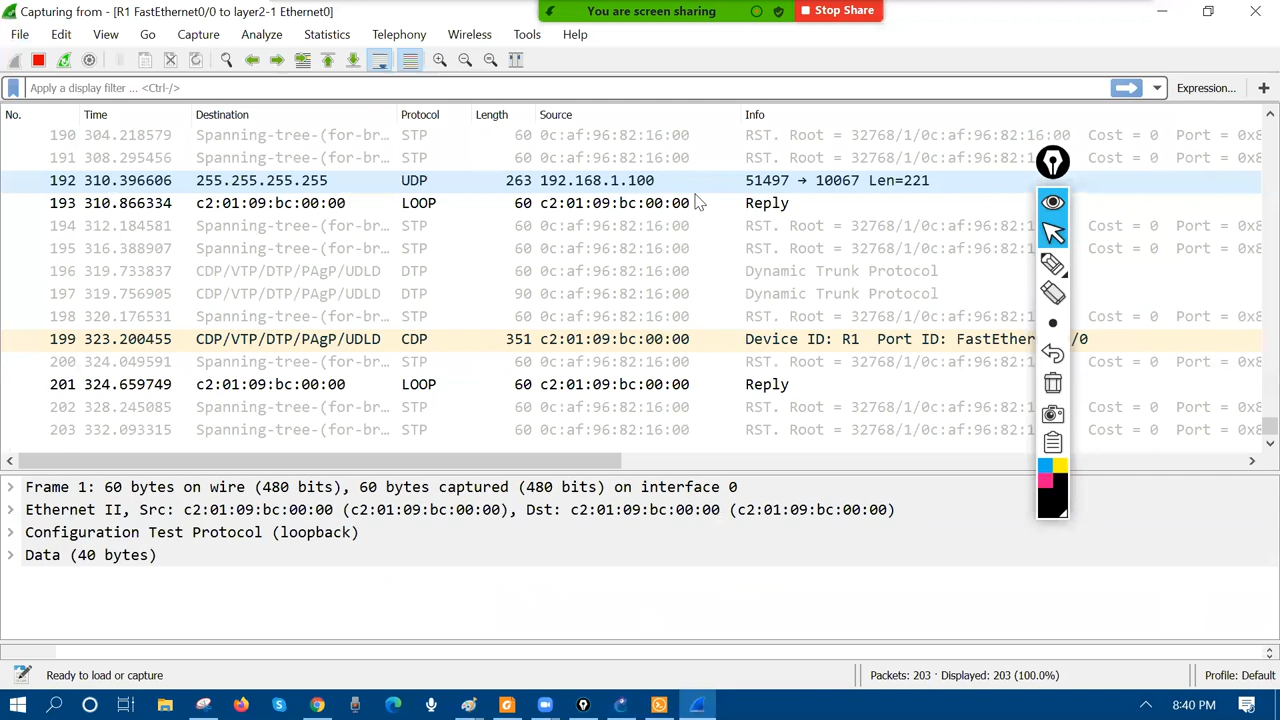 Capturing from - [R1 FastEthernet0/0 to layer2-1 Ethernet0]
You are screen sharing
Stop Share
File Edit View Go Capture Analyze Statistics Telephony Wireless Tools Help
Apply a display filter ... <Ctrl-/>
Expression...
No. Time Destination Protocol Length Source Info
190 304.218579 Spanning-tree-(for-br... STP 60 0c:af:96:82:16:00 RST. Root = 32768/1/0c:af:96:82:16:00 Cost = 0 Port = 0x8
191 308.295456 Spanning-tree-(for-br... STP 60 0c:af:96:82:16:00 RST. Root = 32768/1/0c:af:96:82:1 Cost = 0 Port = 0x8
192 310.396606 255.255.255.255 UDP 263 192.168.1.100 51497 → 10067 Len=221
193 310.866334 c2:01:09:bc:00:00 LOOP 60 c2:01:09:bc:00:00 Reply
194 312.184581 Spanning-tree-(for-br... STP 60 0c:af:96:82:16:00 RST. Root = 32768/1/0c:af:96:82:1 Cost = 0 Port = 0x8
195 316.388907 Spanning-tree-(for-br... STP 60 0c:af:96:82:16:00 RST. Root = 32768/1/0c:af:96:82:1 Cost = 0 Port = 0x8
196 319.733837 CDP/VTP/DTP/PAgP/UDLD DTP 60 0c:af:96:82:16:00 Dynamic Trunk Protocol
197 319.756905 CDP/VTP/DTP/PAgP/UDLD DTP 90 0c:af:96:82:16:00 Dynamic Trunk Protocol
198 320.176531 Spanning-tree-(for-br... STP 60 0c:af:96:82:16:00 RST. Root = 32768/1/0c:af:96:82:1 Cost = 0 Port = 0x8
199 323.200455 CDP/VTP/DTP/PAgP/UDLD CDP 351 c2:01:09:bc:00:00 Device ID: R1 Port ID: FastEther /0
200 324.049591 Spanning-tree-(for-br... STP 60 0c:af:96:82:16:00 RST. Root = 32768/1/0c:af:96:82:1 Cost = 0 Port = 0x8
201 324.659749 c2:01:09:bc:00:00 LOOP 60 c2:01:09:bc:00:00 Reply
202 328.245085 Spanning-tree-(for-br... STP 60 0c:af:96:82:16:00 RST. Root = 32768/1/0c:af:96:82:1 Cost = 0 Port = 0x8
203 332.093315 Spanning-tree-(for-br... STP 60 0c:af:96:82:16:00 RST. Root = 32768/1/0c:af:96:82:1 Cost = 0 Port = 0x8
Frame 1: 60 bytes on wire (480 bits), 60 bytes captured (480 bits) on interface 0
Ethernet II, Src: c2:01:09:bc:00:00 (c2:01:09:bc:00:00), Dst: c2:01:09:bc:00:00 (c2:01:09:bc:00:00)
Configuration Test Protocol (loopback)
Data (40 bytes)
Ready to load or capture
Packets: 203 · Displayed: 203 (100.0%)
Profile: Default
8:40 PM